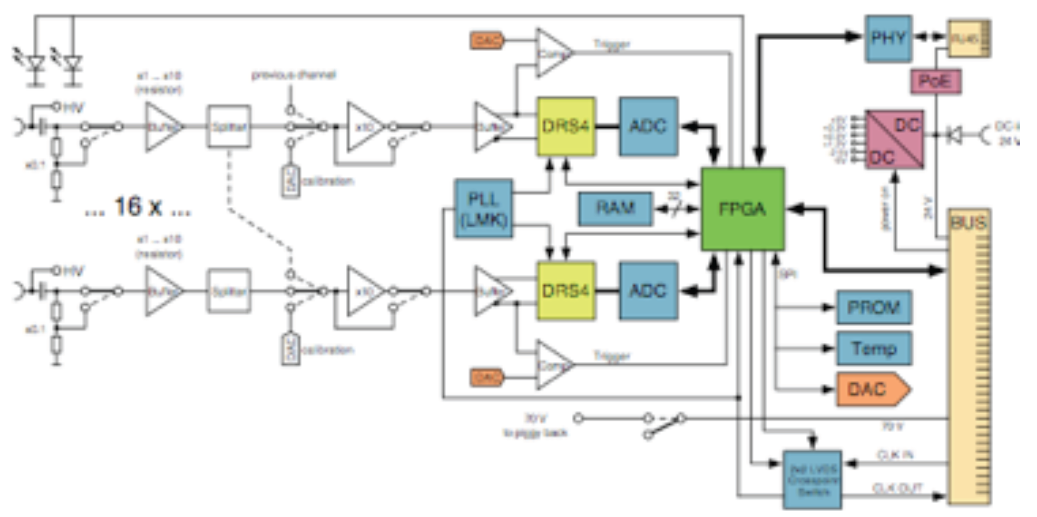 DAC
Comp
Trigger
PHY
RJ45
PoE
HV
x1 ... x10
(resistor)
previous channel
Buffer
Splitter
x10
Buffer
DRS4
ADC
DC
DC
24 V
x0.1
DAC
calibration
... 16 x ...
PLL
(LMK)
RAM
FPGA
power on
24 V
BUS
x1 ... x10
(resistor)
HV
Buffer
Splitter
x10
Buffer
DRS4
ADC
SPI
PROM
x0.1
DAC
calibration
Comp
Trigger
Temp
DAC
DAC
70 V
to piggy back
70 V
LVDS
Crosspoint
Switch
CLK IN
CLK OUT